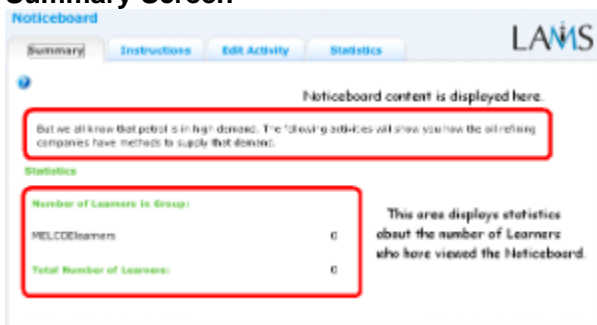 Summary Screen
Noticeboard
LAMS
Summary Instructions Edit Activity Statistics
Noticeboard content is displayed here.
But we all know that petrol is in high demand. The following activities will show you how the oil refining
companies have methods to supply that demand.
Statistics
Number of Learners in Group:
MELCOElearners 0
Total Number of Learners: 0
This area displays statistics
about the number of Learners
who have viewed the Noticeboard.